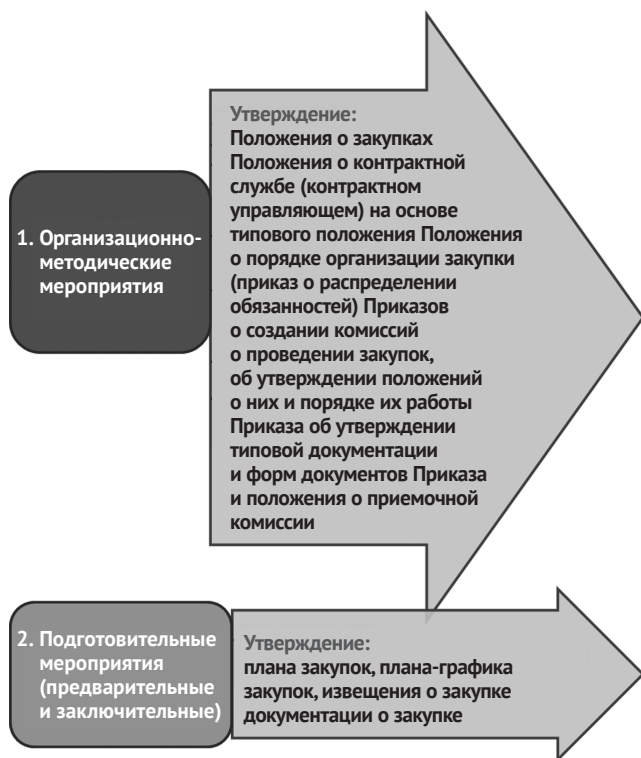 1. Организационно-
методические
мероприятия
Утверждение:
Положения о закупках
Положения о контрактной
службе (контрактном
управляющем) на основе
типового положения Положения
о порядке организации закупки
(приказ о распределении
обязанностей) Приказов
о создании комиссий
о проведении закупок,
об утверждении положений
о них и порядке их работы
Приказа об утверждении
типовой документации
и форм документов Приказа
и положения о приемочной
комиссии
2. Подготовительные
мероприятия
(предварительные
и заключительные)
Утверждение:
плана закупок, плана-графика
закупок, извещения о закупке
документации о закупке